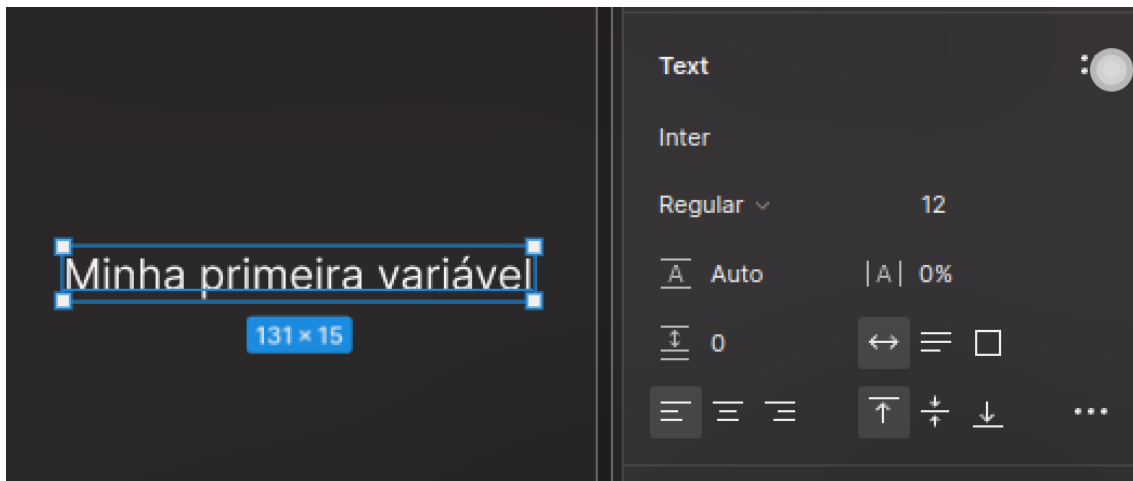 Minha primeira variável
131 × 15
Text
Inter
Regular
12
A
Auto
|A|
0%
0